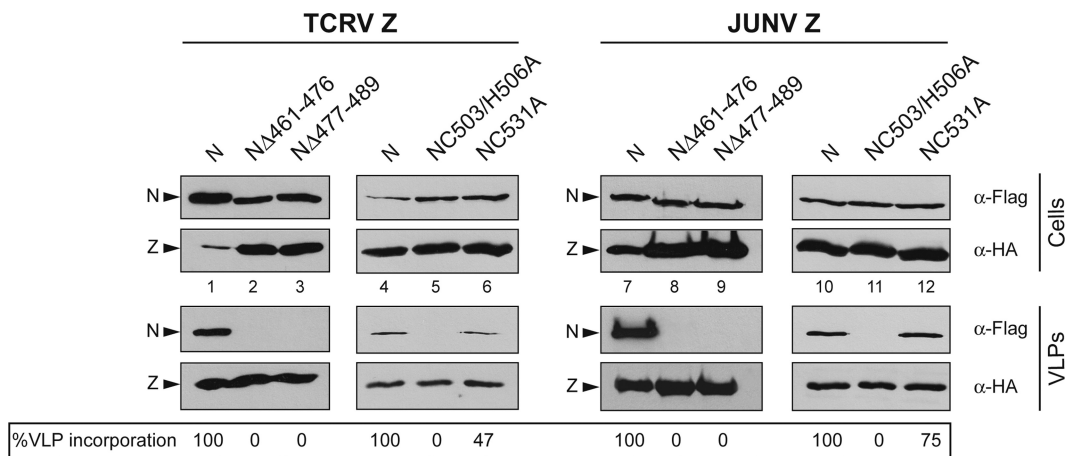 TCRV Z JUNV Z
N NΔ461-476 NΔ477-489 N NC503/H506A NC531A N NΔ461-476 NΔ477-489 N NC503/H506A NC531A
N N α-Flag
Z Z α-HA
Cells
1 2 3 4 5 6 7 8 9 10 11 12
N N α-Flag
Z Z α-HA
VLPs
%VLP incorporation 100 0 0 100 0 47 100 0 0 100 0 75